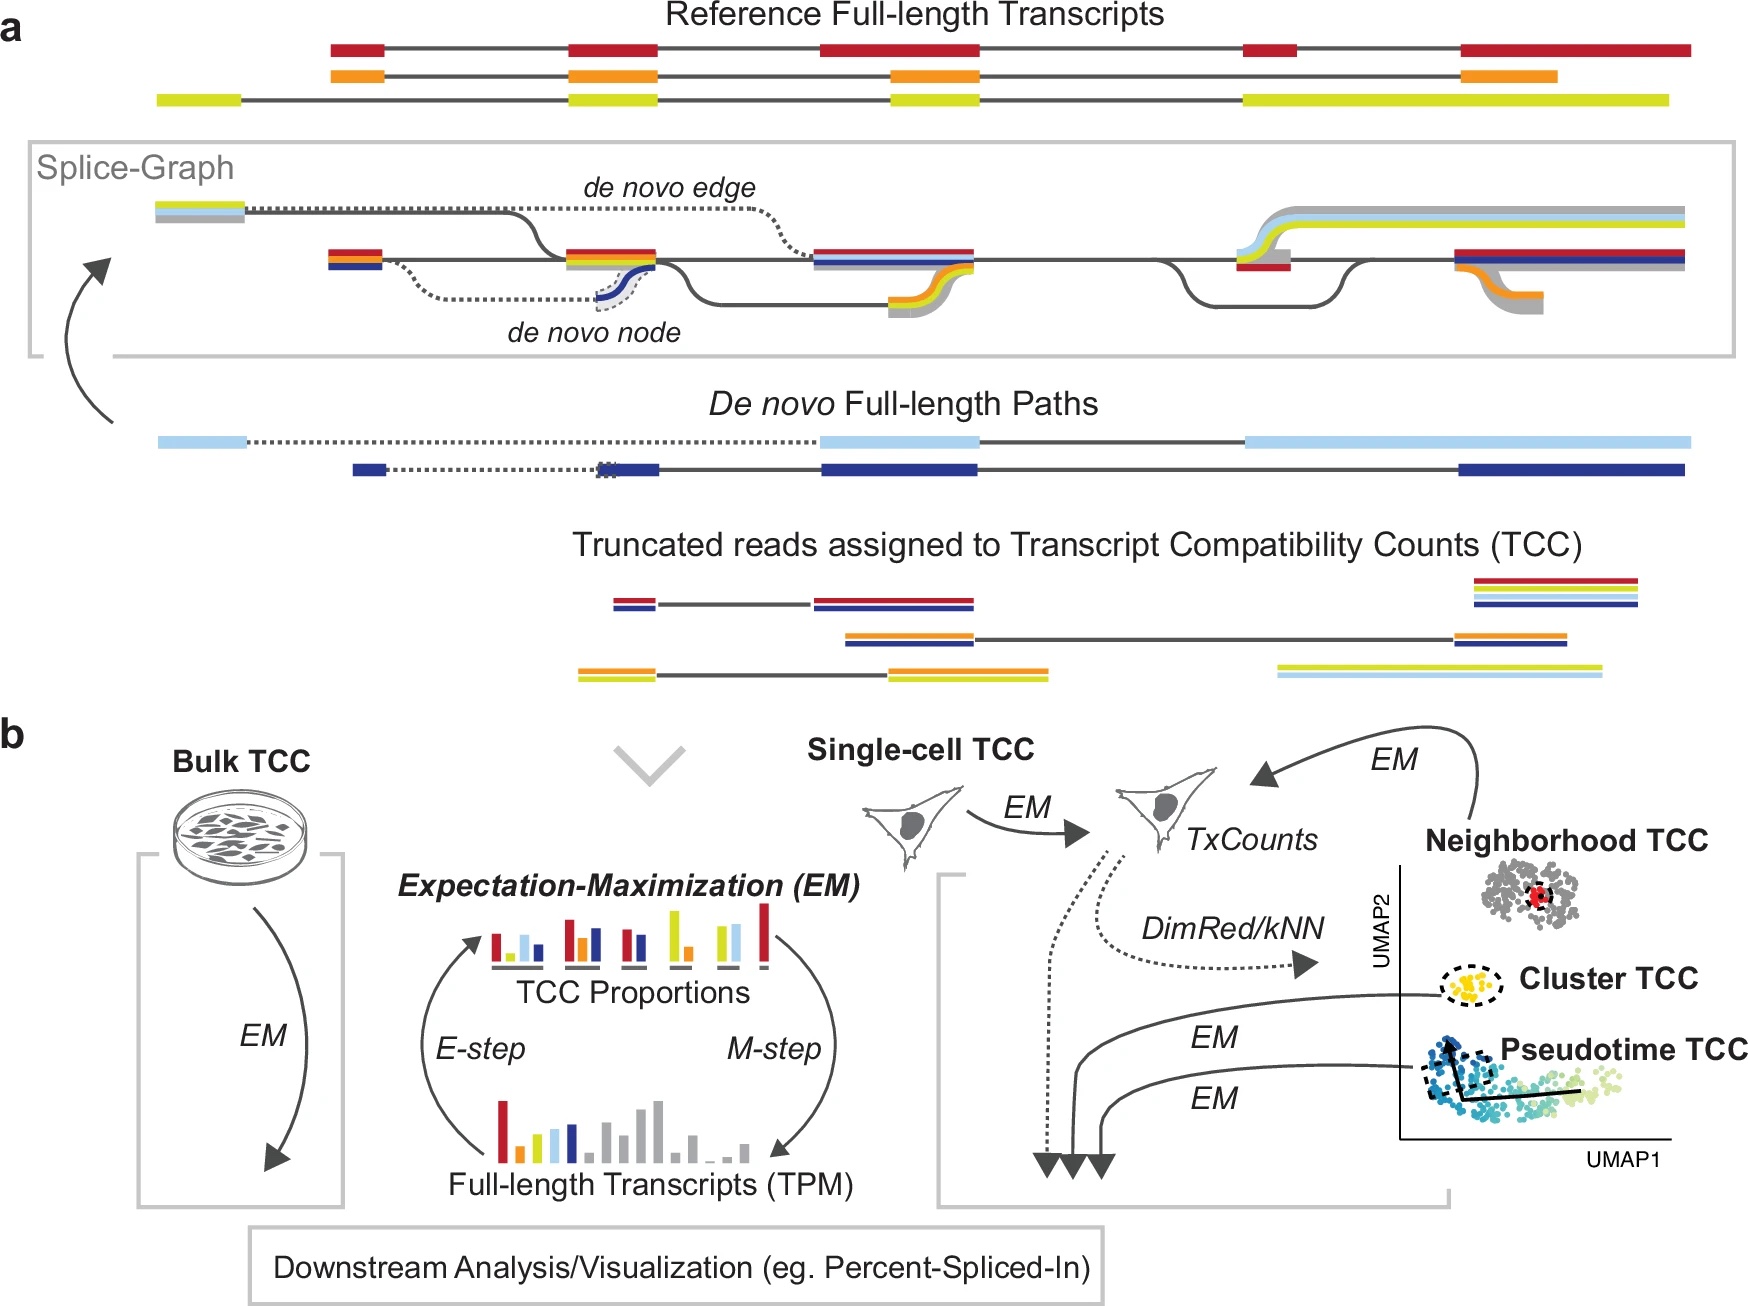 a
Reference Full-length Transcripts
Splice-Graph
de novo edge
de novo node
De novo Full-length Paths
Truncated reads assigned to Transcript Compatibility Counts (TCC)
b
Bulk TCC
EM
Expectation-Maximization (EM)
TCC Proportions
E-step
M-step
Full-length Transcripts (TPM)
Single-cell TCC
EM
TxCounts
EM
Neighborhood TCC
DimRed/kNN
UMAP2
Cluster TCC
EM
Pseudotime TCC
EM
UMAP1
Downstream Analysis/Visualization (eg. Percent-Spliced-In)